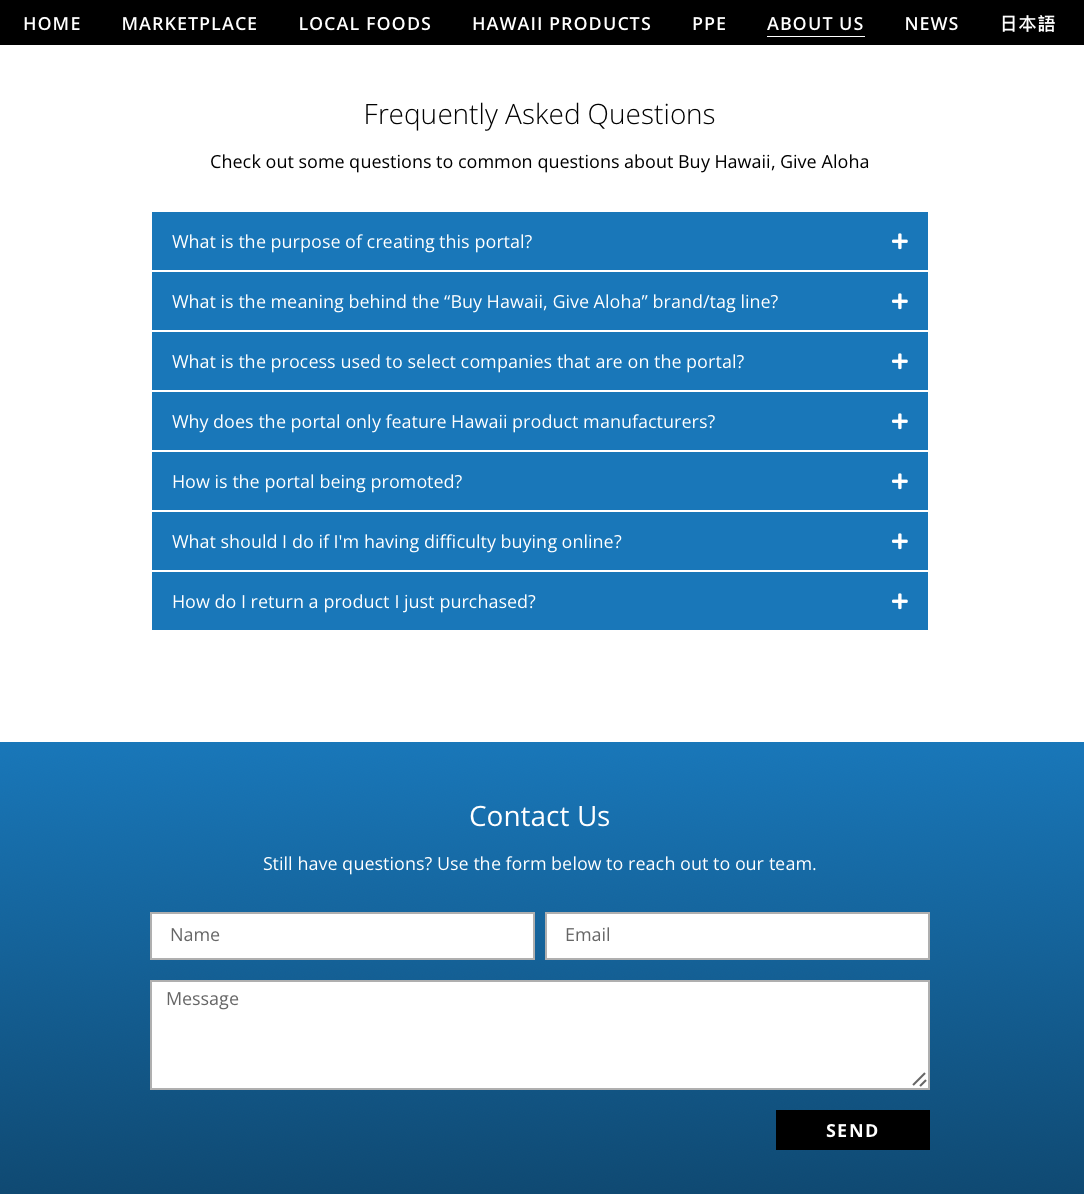 HOME MARKETPLACE LOCAL FOODS HAWAII PRODUCTS PPE ABOUT US NEWS 日本語
Frequently Asked Questions
Check out some questions to common questions about Buy Hawaii, Give Aloha
What is the purpose of creating this portal?
What is the meaning behind the “Buy Hawaii, Give Aloha” brand/tag line?
What is the process used to select companies that are on the portal?
Why does the portal only feature Hawaii product manufacturers?
How is the portal being promoted?
What should I do if I'm having difficulty buying online?
How do I return a product I just purchased?
Contact Us
Still have questions? Use the form below to reach out to our team.
Name Email
Message
SEND